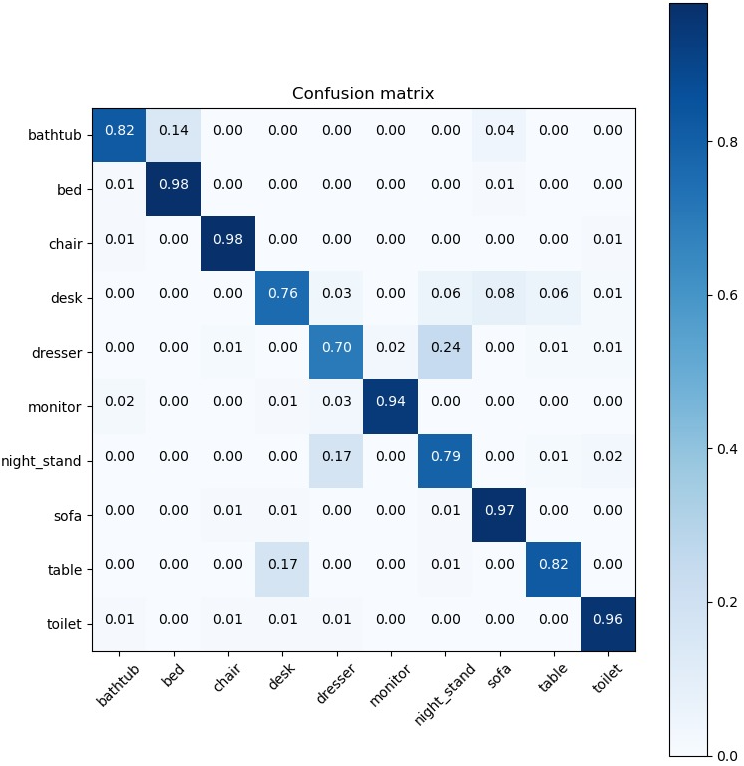 Confusion matrix
bathtub 0.82 0.14 0.00 0.00 0.00 0.00 0.00 0.04 0.00 0.00
bed 0.01 0.98 0.00 0.00 0.00 0.00 0.00 0.01 0.00 0.00
chair 0.01 0.00 0.98 0.00 0.00 0.00 0.00 0.00 0.00 0.01
desk 0.00 0.00 0.00 0.76 0.03 0.00 0.06 0.08 0.06 0.01
dresser 0.00 0.00 0.01 0.00 0.70 0.02 0.24 0.00 0.01 0.01
monitor 0.02 0.00 0.00 0.01 0.03 0.94 0.00 0.00 0.00 0.00
night_stand 0.00 0.00 0.00 0.00 0.17 0.00 0.79 0.00 0.01 0.02
sofa 0.00 0.00 0.01 0.01 0.00 0.00 0.01 0.97 0.00 0.00
table 0.00 0.00 0.00 0.17 0.00 0.00 0.01 0.00 0.82 0.00
toilet 0.01 0.00 0.01 0.01 0.01 0.00 0.00 0.00 0.00 0.96
bathtub bed chair desk dresser monitor night_stand sofa table toilet
0.8
0.6
0.4
0.2
0.0